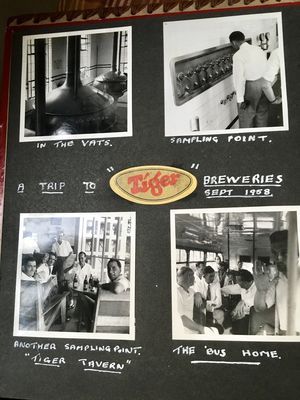 IN THE VATS.
SAMPLING POINT.
A TRIP TO "Tiger" BREWERIES
SEPT 1958
ANOTHER SAMPLING POINT.
"TIGER TAVERN"
THE 'BUS HOME.